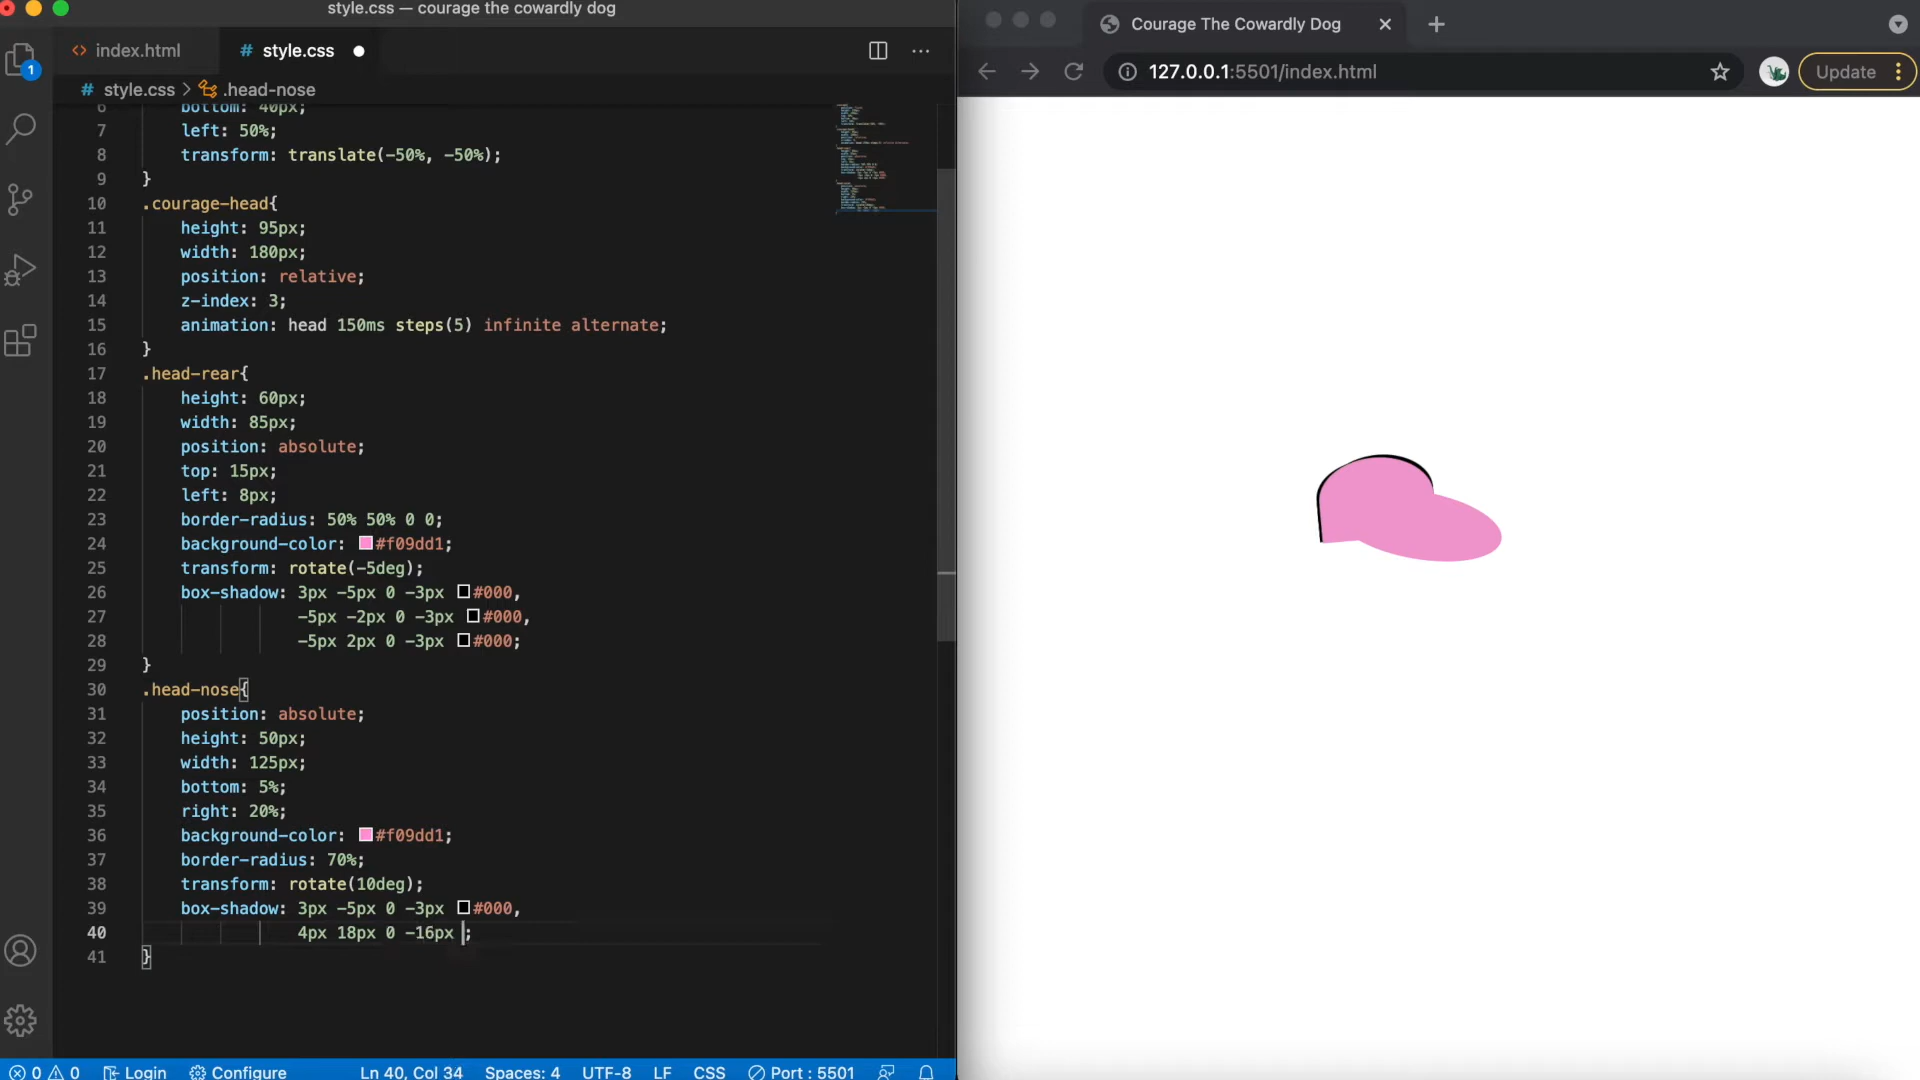 style.css — courage the cowardly dog
index.html
# style.css
1
# style.css > .head-nose
Courage The Cowardly Dog
127.0.0.1:5501/index.html
Update
6 bottom: 40px;
7 left: 50%;
8 transform: translate(-50%, -50%);
9 }
10 .courage-head{
11 height: 95px;
12 width: 180px;
13 position: relative;
14 z-index: 3;
15 animation: head 150ms steps(5) infinite alternate;
16 }
17 .head-rear{
18 height: 60px;
19 width: 85px;
20 position: absolute;
21 top: 15px;
22 left: 8px;
23 border-radius: 50% 50% 0 0;
24 background-color: #f09dd1;
25 transform: rotate(-5deg);
26 box-shadow: 3px -5px 0 -3px #000,
27 -5px -2px 0 -3px #000,
28 -5px 2px 0 -3px #000;
29 }
30 .head-nose{
31 position: absolute;
32 height: 50px;
33 width: 125px;
34 bottom: 5%;
35 right: 20%;
36 background-color: #f09dd1;
37 border-radius: 70%;
38 transform: rotate(10deg);
39 box-shadow: 3px -5px 0 -3px #000,
40 4px 18px 0 -16px ;
41 }
0 0 Login Configure Ln 40, Col 34 Spaces: 4 UTF-8 LF CSS Port : 5501